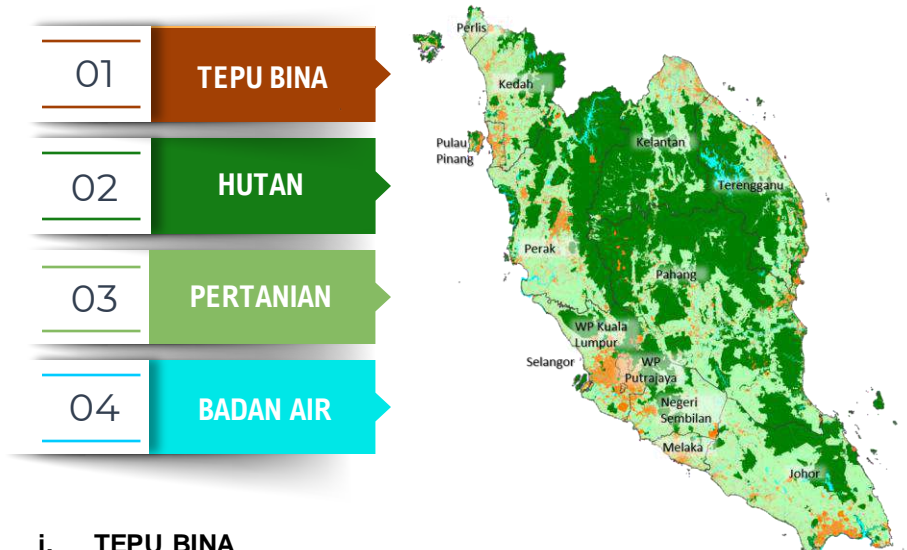 01
TEPU BINA
02
HUTAN
03
PERTANIAN
04
BADAN AIR
Perlis
Kedah
Pulau
Pinang
Kelantan
Terengganu
Perak
Pahang
WP Kuala
Lumpur
Selangor
WP
Putrajaya
Negeri
Sembilan
Melaka
Johor
i. TEPU BINA